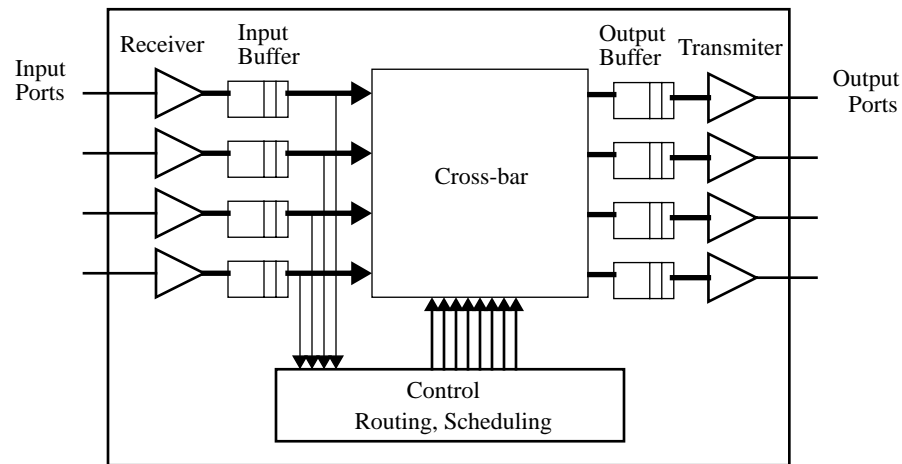 Receiver
Input
Buffer
Output
Buffer
Transmiter
Input
Ports
Output
Ports
Cross-bar
Control
Routing, Scheduling